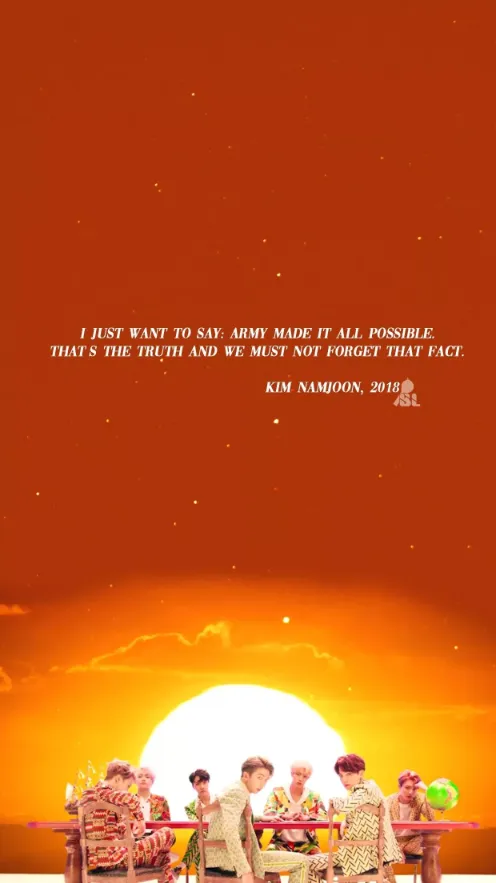 I JUST WANT TO SAY: ARMY MADE IT ALL POSSIBLE.
THAT'S THE TRUTH AND WE MUST NOT FORGET THAT FACT.
KIM NAMJOON, 2018
SL